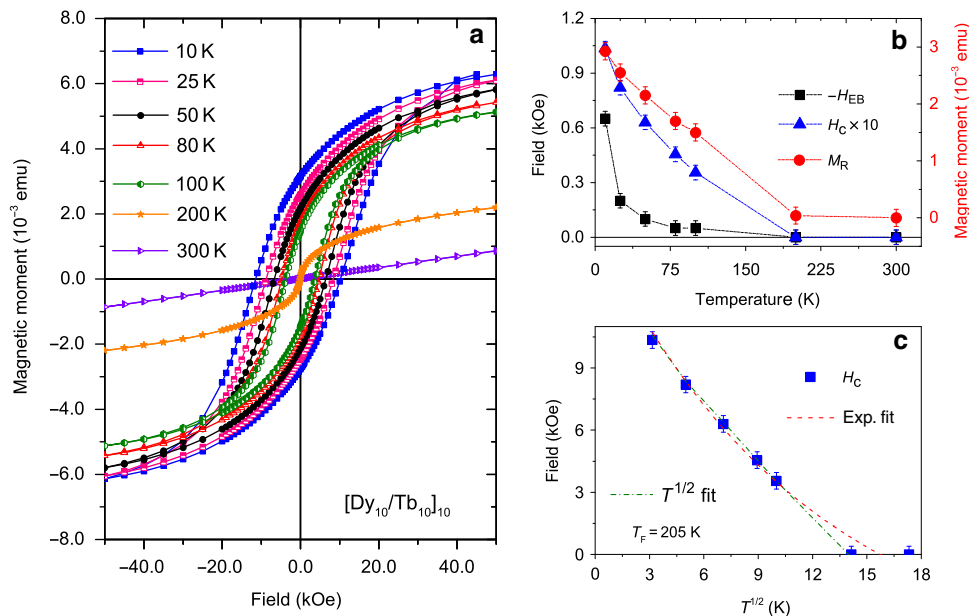 a
8.0
6.0
4.0
2.0
0.0
−2.0
−4.0
−6.0
−8.0
Magnetic moment (10⁻³ emu)
10 K
25 K
50 K
80 K
100 K
200 K
300 K
[Dy₁₀/Tb₁₀]₁₀
−40.0
−20.0
0.0
20.0
40.0
Field (kOe)
b
1.2
0.9
0.6
0.3
0.0
Field (kOe)
−H_EB
H_C × 10
M_R
3
2
1
0
Magnetic moment (10⁻³ emu)
0
75
150
225
300
Temperature (K)
c
9
6
3
0
Field (kOe)
H_C
Exp. fit
T^1/2 fit
T_F = 205 K
0
3
6
9
12
15
18
T^1/2 (K)